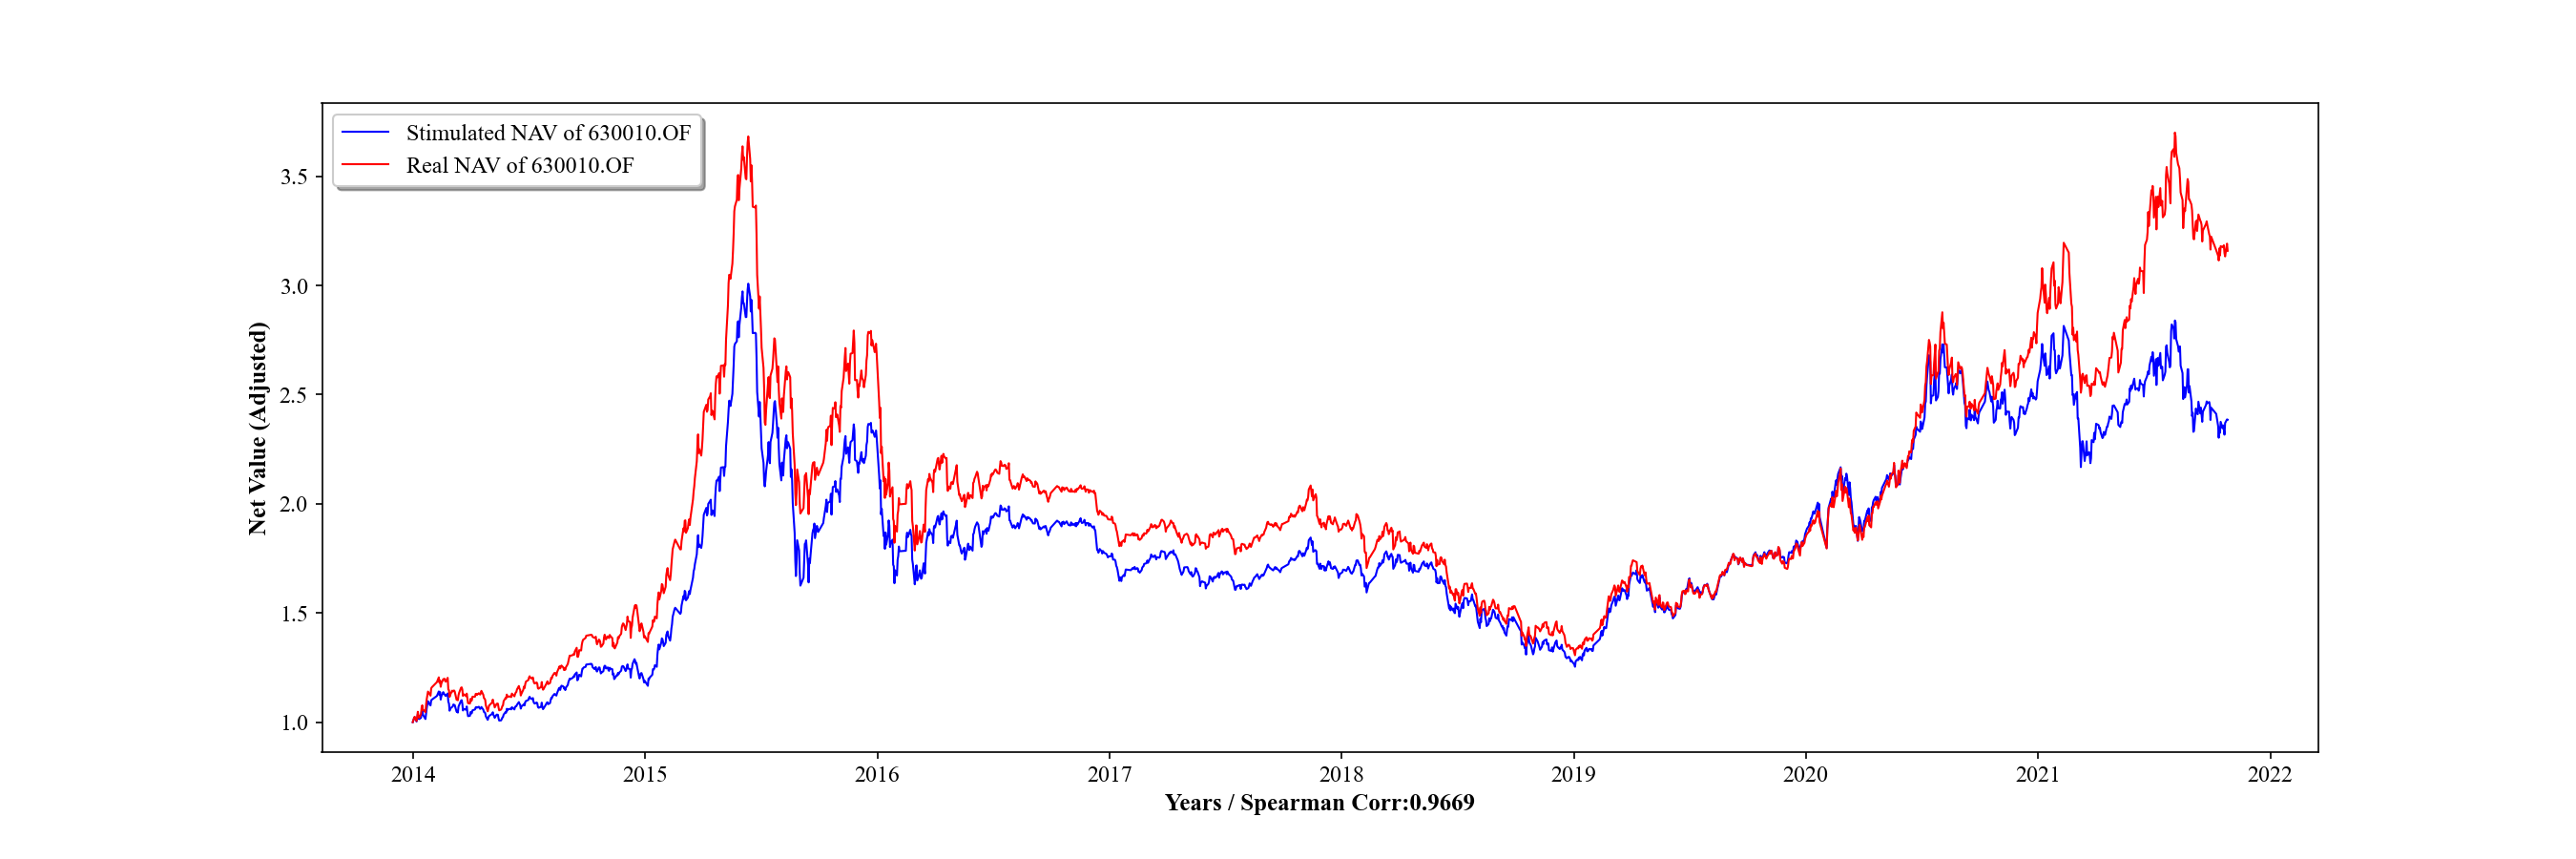 Stimulated NAV of 630010.OF
Real NAV of 630010.OF
Net Value (Adjusted)
3.5
3.0
2.5
2.0
1.5
1.0
2014 2015 2016 2017 2018 2019 2020 2021 2022
Years / Spearman Corr:0.9669